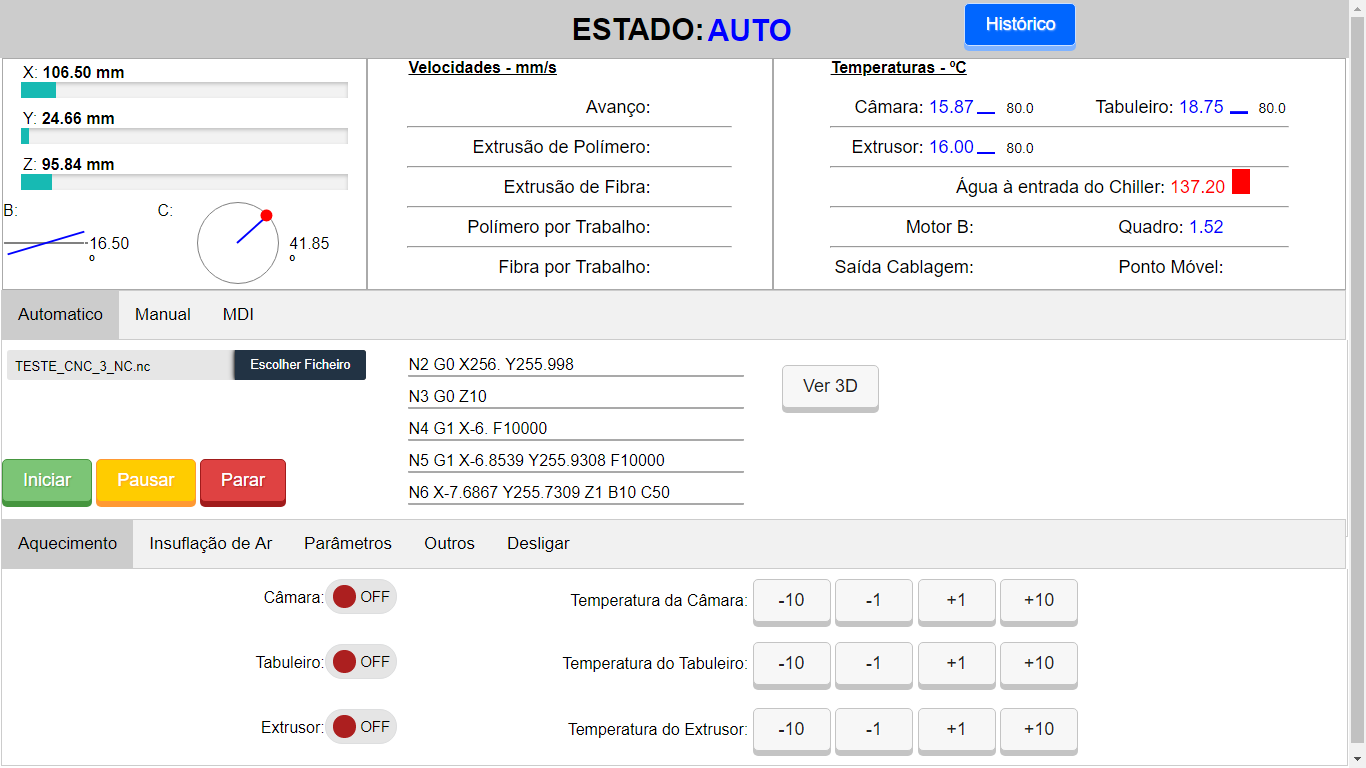 ESTADO: AUTO
Histórico
X: 106.50 mm
Y: 24.66 mm
Z: 95.84 mm
B:
16.50
º
C:
41.85
º
Velocidades - mm/s
Avanço:
Extrusão de Polímero:
Extrusão de Fibra:
Polímero por Trabalho:
Fibra por Trabalho:
Temperaturas - ºC
Câmara: 15.87 80.0 Tabuleiro: 18.75 80.0
Extrusor: 16.00 80.0
Água à entrada do Chiller: 137.20
Motor B: Quadro: 1.52
Saída Cablagem: Ponto Móvel:
Automatico Manual MDI
TESTE_CNC_3_NC.nc Escolher Ficheiro
Iniciar Pausar Parar
N2 G0 X256. Y255.998
N3 G0 Z10
N4 G1 X-6. F10000
N5 G1 X-6.8539 Y255.9308 F10000
N6 X-7.6867 Y255.7309 Z1 B10 C50
Ver 3D
Aquecimento Insuflação de Ar Parâmetros Outros Desligar
Câmara: OFF Temperatura da Câmara: -10 -1 +1 +10
Tabuleiro: OFF Temperatura do Tabuleiro: -10 -1 +1 +10
Extrusor: OFF Temperatura do Extrusor: -10 -1 +1 +10